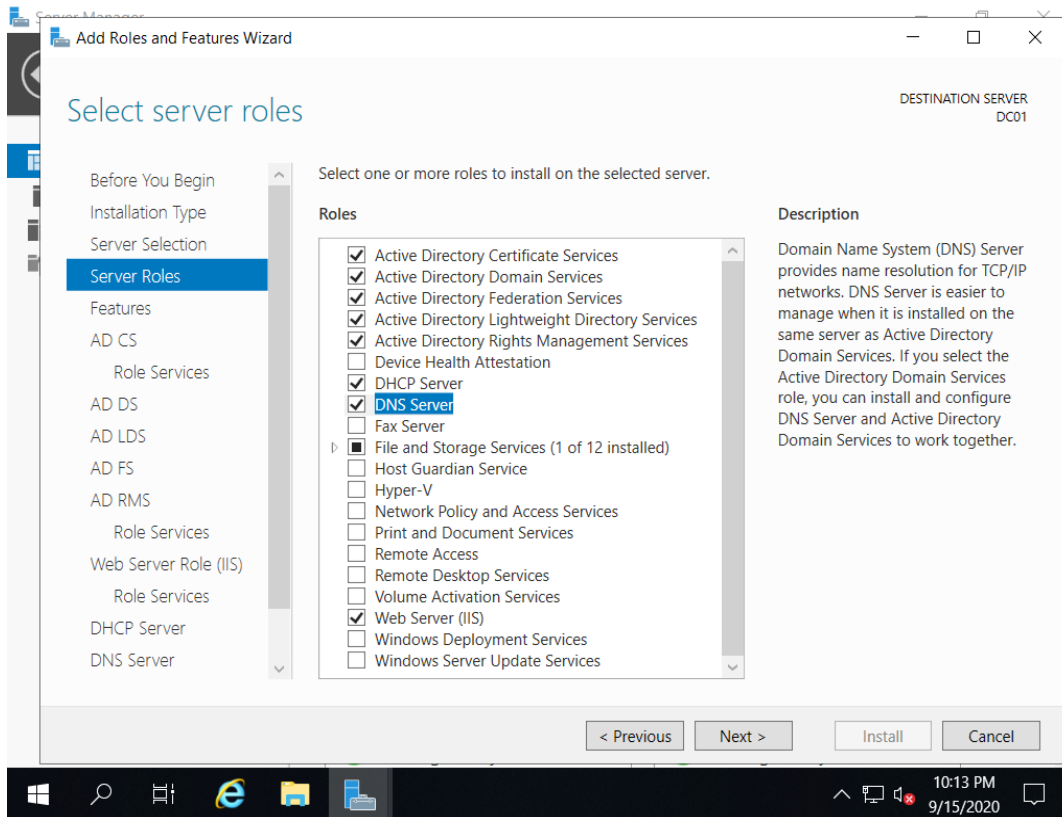 Server Manager
Add Roles and Features Wizard
Select server roles
DESTINATION SERVER
DC01
Before You Begin
Installation Type
Server Selection
Server Roles
Features
AD CS
Role Services
AD DS
AD LDS
AD FS
AD RMS
Role Services
Web Server Role (IIS)
Role Services
DHCP Server
DNS Server
Select one or more roles to install on the selected server.
Roles
Active Directory Certificate Services
Active Directory Domain Services
Active Directory Federation Services
Active Directory Lightweight Directory Services
Active Directory Rights Management Services
Device Health Attestation
DHCP Server
DNS Server
Fax Server
File and Storage Services (1 of 12 installed)
Host Guardian Service
Hyper-V
Network Policy and Access Services
Print and Document Services
Remote Access
Remote Desktop Services
Volume Activation Services
Web Server (IIS)
Windows Deployment Services
Windows Server Update Services
Description
Domain Name System (DNS) Server
provides name resolution for TCP/IP
networks. DNS Server is easier to
manage when it is installed on the
same server as Active Directory
Domain Services. If you select the
Active Directory Domain Services
role, you can install and configure
DNS Server and Active Directory
Domain Services to work together.
< Previous
Next >
Install
Cancel
10:13 PM
9/15/2020